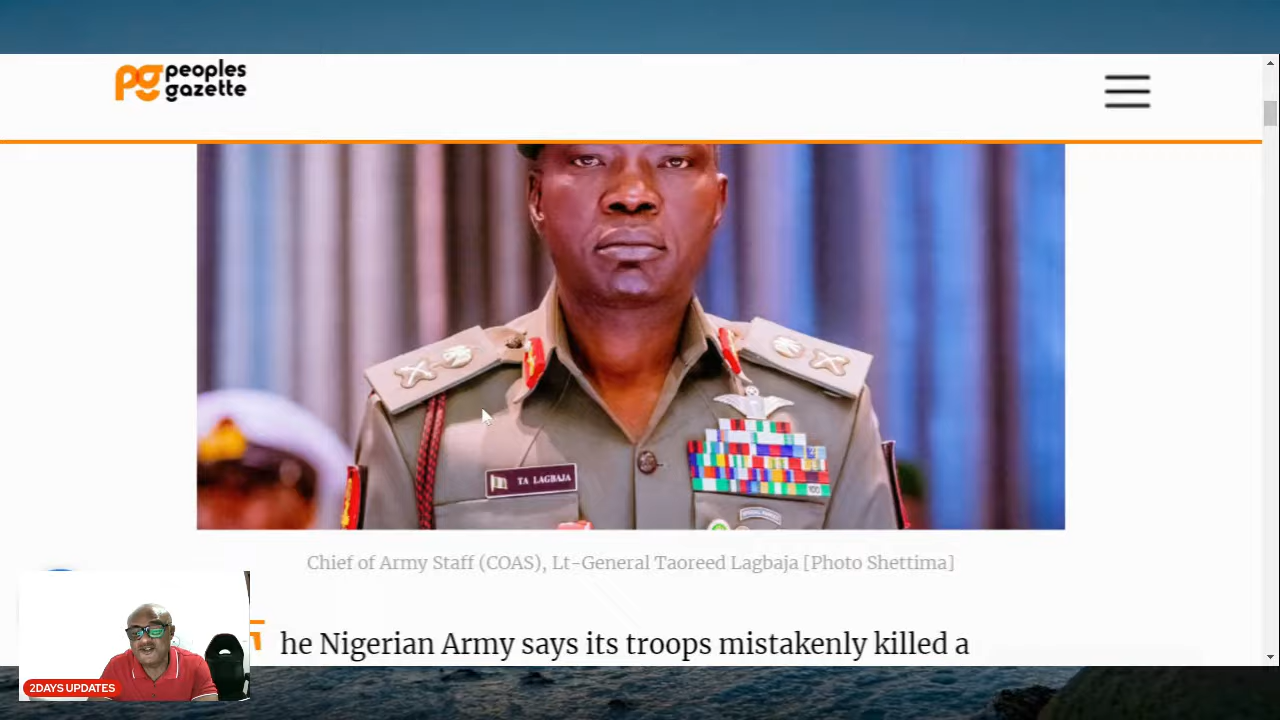 peoples
gazette
TA LAGBAJA
Chief of Army Staff (COAS), Lt-General Taoreed Lagbaja [Photo Shettima]
he Nigerian Army says its troops mistakenly killed a
2DAYS UPDATES